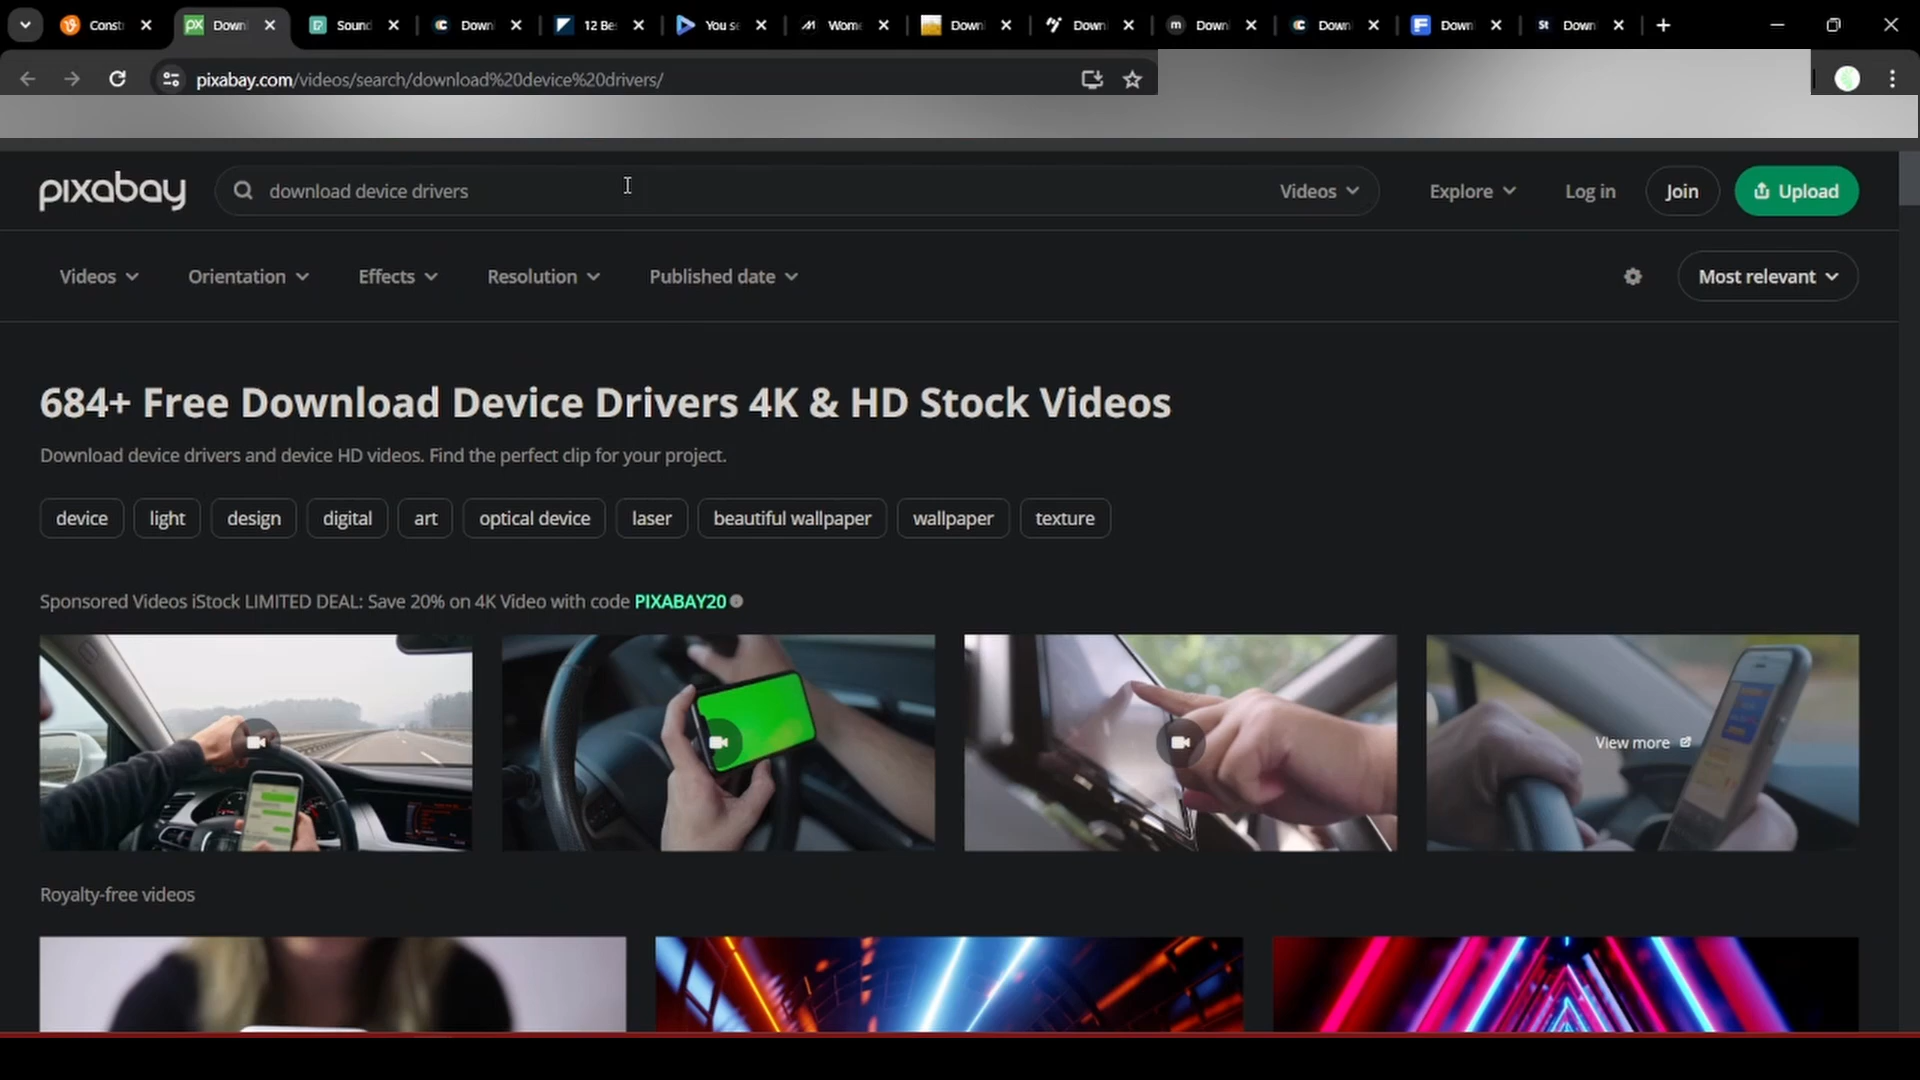 Const
Down
Sound
Down
12 Be
You se
Wome
Down
Down
Down
Down
Down
Down
pixabay.com/videos/search/download%20device%20drivers/
pixabay
download device drivers
Videos
Explore
Log in
Join
Upload
Videos
Orientation
Effects
Resolution
Published date
Most relevant
684+ Free Download Device Drivers 4K & HD Stock Videos
Download device drivers and device HD videos. Find the perfect clip for your project.
device
light
design
digital
art
optical device
laser
beautiful wallpaper
wallpaper
texture
Sponsored Videos iStock LIMITED DEAL: Save 20% on 4K Video with code PIXABAY20
View more
Royalty-free videos